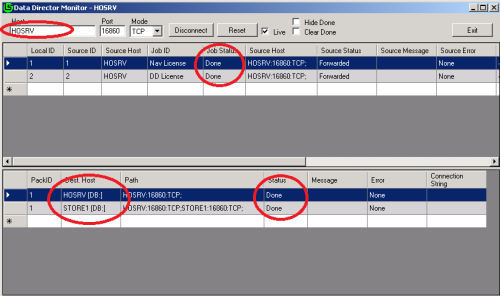 Data Director Monitor - HOSRV
Host Port Mode
HOSRV 16860 TCP Disconnect Reset Live Hide Done Clear Done Exit
Local ID Source ID Source Host Job ID Job Status Source Host Source Status Source Message Source Error
1 1 HOSRV Nav License Done HOSRV:16860:TCP; Forwarded None
2 2 HOSRV DD License Done HOSRV:16860:TCP; Forwarded None
PackID Dest. Host Path Status Message Error Connection String
1 HOSRV [DB:] HOSRV:16860:TCP; Done None
1 STORE1 [DB:] HOSRV:16860:TCP;STORE1:16860:TCP; Done None